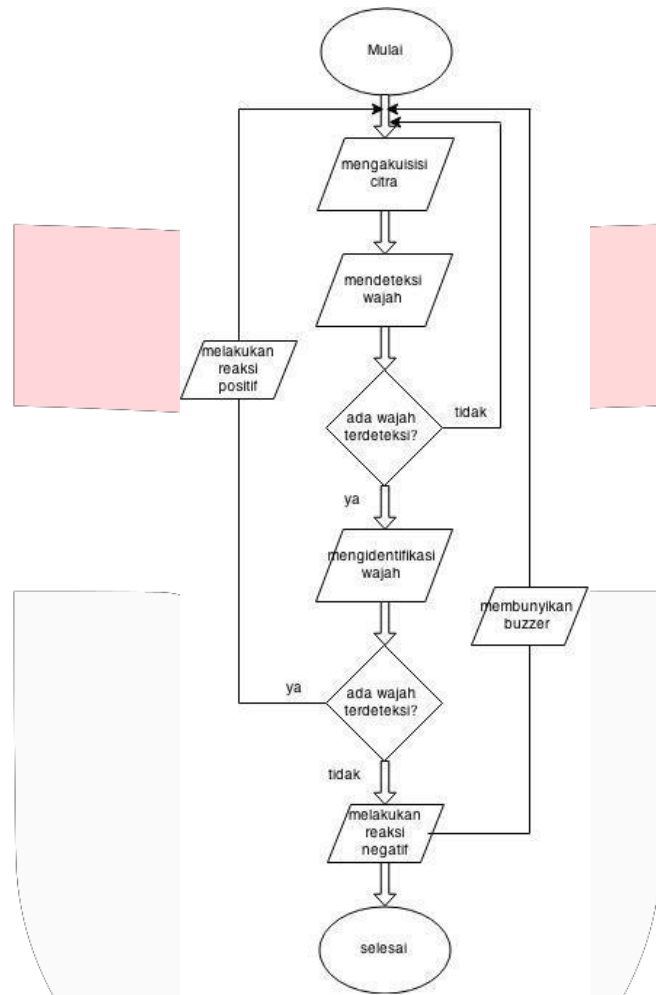 Mulai
mengakuisisi
citra
mendeteksi
wajah
melakukan
reaksi
positif
ada wajah
terdeteksi?
tidak
ya
mengidentifikasi
wajah
membunyikan
buzzer
ya
ada wajah
terdeteksi?
tidak
melakukan
reaksi
negatif
selesai